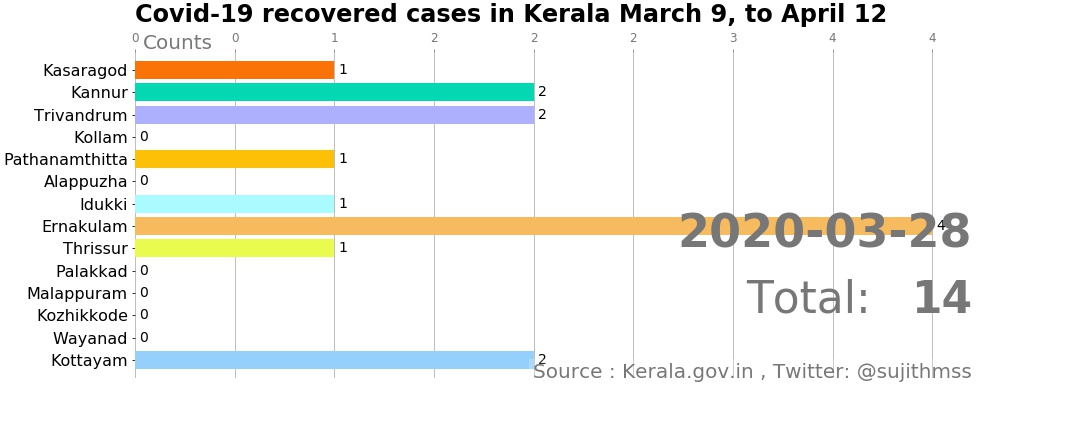 Covid-19 recovered cases in Kerala March 9, to April 12
0 0 1 2 2 2 3 4 4
Counts
Kasaragod 1
Kannur 2
Trivandrum 2
Kollam 0
Pathanamthitta 1
Alappuzha 0
Idukki 1
Ernakulam 4
2020-03-28
Thrissur 1
Palakkad 0
Malappuram 0
Total: 14
Kozhikkode 0
Wayanad 0
Kottayam 2
Source : Kerala.gov.in , Twitter: @sujithmss